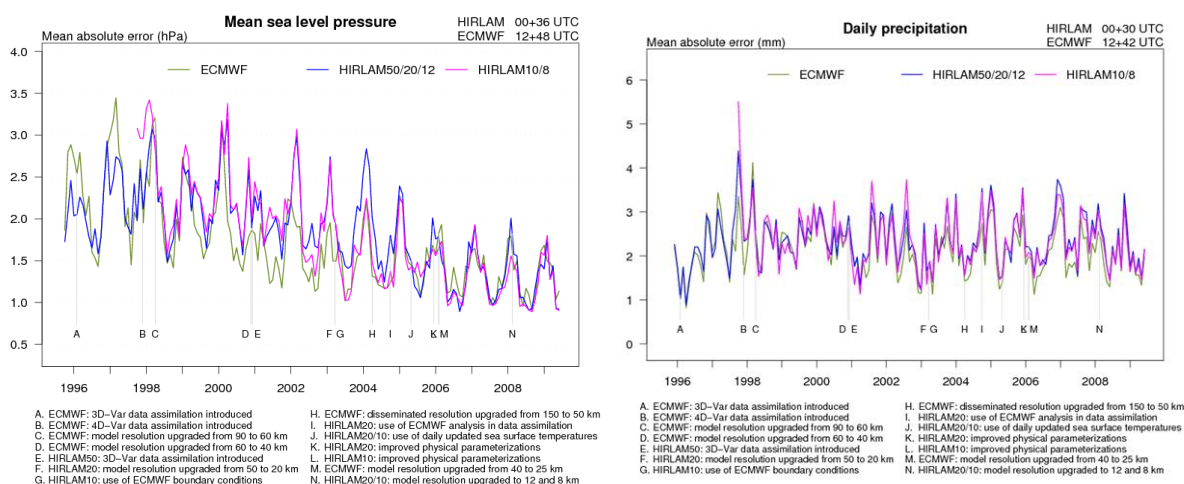 Mean sea level pressure
HIRLAM 00+36 UTC
Mean absolute error (hPa)
ECMWF 12+48 UTC
ECMWF HIRLAM50/20/12 HIRLAM10/8
4.0
3.5
3.0
2.5
2.0
1.5
1.0
0.5
A B C D E F G H I J K M N
1996 1998 2000 2002 2004 2006 2008
A. ECMWF: 3D−Var data assimilation introduced
B. ECMWF: 4D−Var data assimilation introduced
C. ECMWF: model resolution upgraded from 90 to 60 km
D. ECMWF: model resolution upgraded from 60 to 40 km
E. HIRLAM50: 3D−Var data assimilation introduced
F. HIRLAM20: model resolution upgraded from 50 to 20 km
G. HIRLAM10: use of ECMWF boundary conditions
H. ECMWF: disseminated resolution upgraded from 150 to 50 km
I. HIRLAM20: use of ECMWF analysis in data assimilation
J. HIRLAM20/10: use of daily updated sea surface temperatures
K. HIRLAM20: improved physical parameterizations
L. HIRLAM10: improved physical parameterizations
M. ECMWF: model resolution upgraded from 40 to 25 km
N. HIRLAM20/10: model resolution upgraded to 12 and 8 km
Daily precipitation
HIRLAM 00+30 UTC
Mean absolute error (mm)
ECMWF 12+42 UTC
ECMWF HIRLAM50/20/12 HIRLAM10/8
6
5
4
3
2
1
0
A B C D E F G H I J K M N
1996 1998 2000 2002 2004 2006 2008
A. ECMWF: 3D−Var data assimilation introduced
B. ECMWF: 4D−Var data assimilation introduced
C. ECMWF: model resolution upgraded from 90 to 60 km
D. ECMWF: model resolution upgraded from 60 to 40 km
E. HIRLAM50: 3D−Var data assimilation introduced
F. HIRLAM20: model resolution upgraded from 50 to 20 km
G. HIRLAM10: use of ECMWF boundary conditions
H. ECMWF: disseminated resolution upgraded from 150 to 50 km
I. HIRLAM20: use of ECMWF analysis in data assimilation
J. HIRLAM20/10: use of daily updated sea surface temperatures
K. HIRLAM20: improved physical parameterizations
L. HIRLAM10: improved physical parameterizations
M. ECMWF: model resolution upgraded from 40 to 25 km
N. HIRLAM20/10: model resolution upgraded to 12 and 8 km